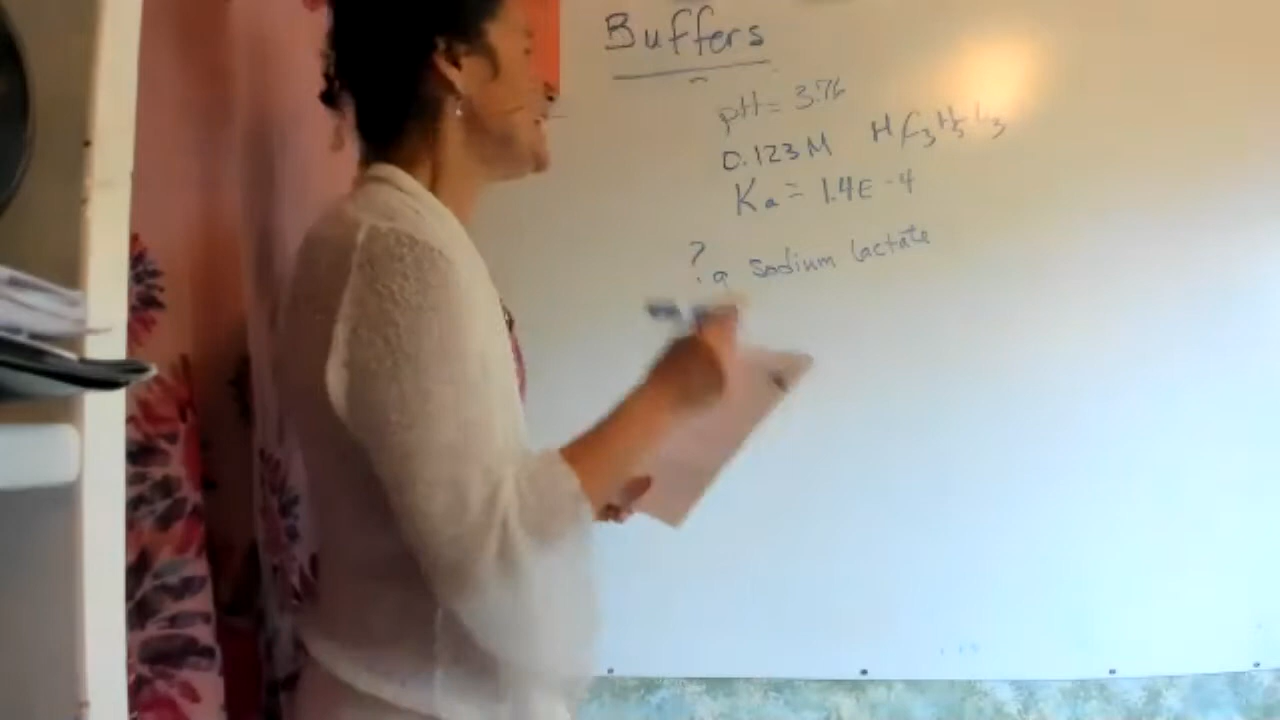 Buffers
pH = 3.76
0.123 M HC₃H₅O₃
Ka = 1.4E-4
? g sodium lactate